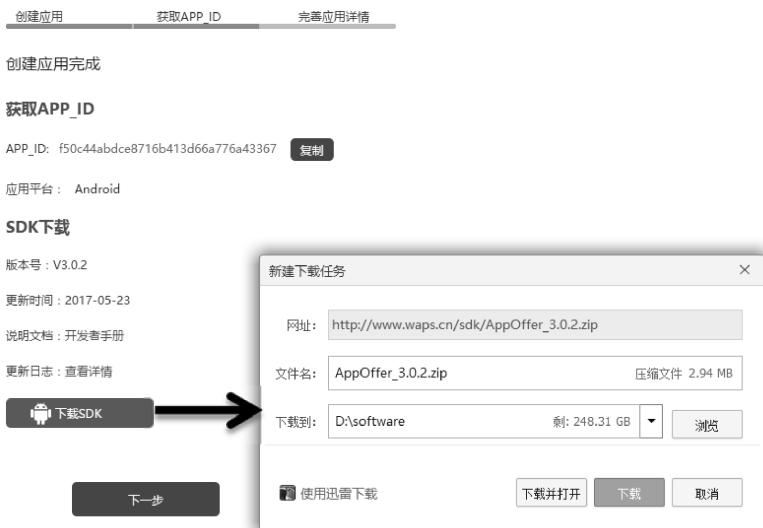 创建应用 获取APP_ID 完善应用详情
创建应用完成
获取APP_ID
APP_ID: f50c44abdce8716b413d66a776a43367 复制
应用平台： Android
SDK下载
版本号：V3.0.2
更新时间：2017-05-23
说明文档：开发者手册
更新日志：查看详情
下载SDK
下一步
新建下载任务
网址： http://www.waps.cn/sdk/AppOffer_3.0.2.zip
文件名： AppOffer_3.0.2.zip 压缩文件 2.94 MB
下载到： D:\software 剩: 248.31 GB 浏览
使用迅雷下载 下载并打开 下载 取消